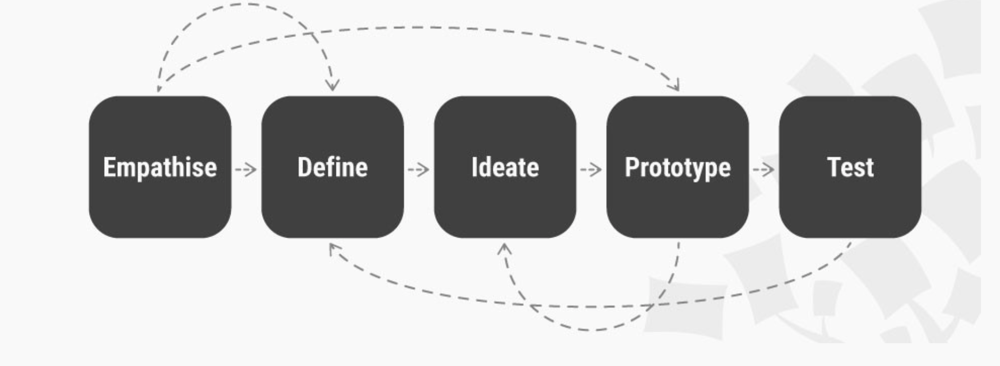 Empathise
Define
Ideate
Prototype
Test